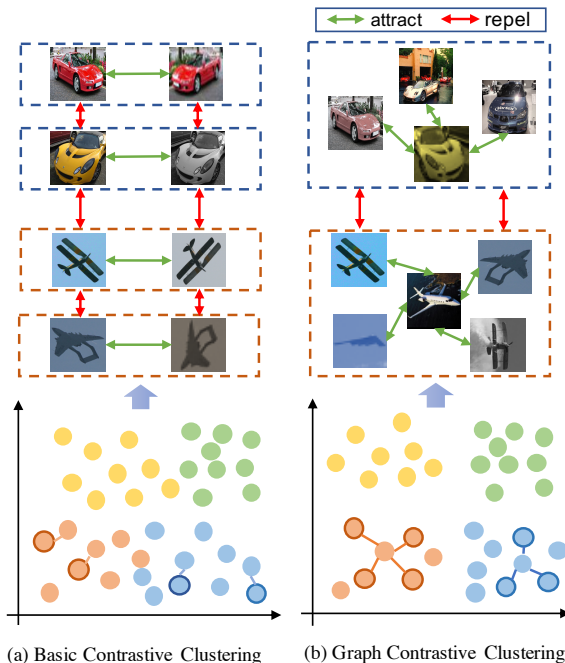 attract
repel
(a) Basic Contrastive Clustering
(b) Graph Contrastive Clustering